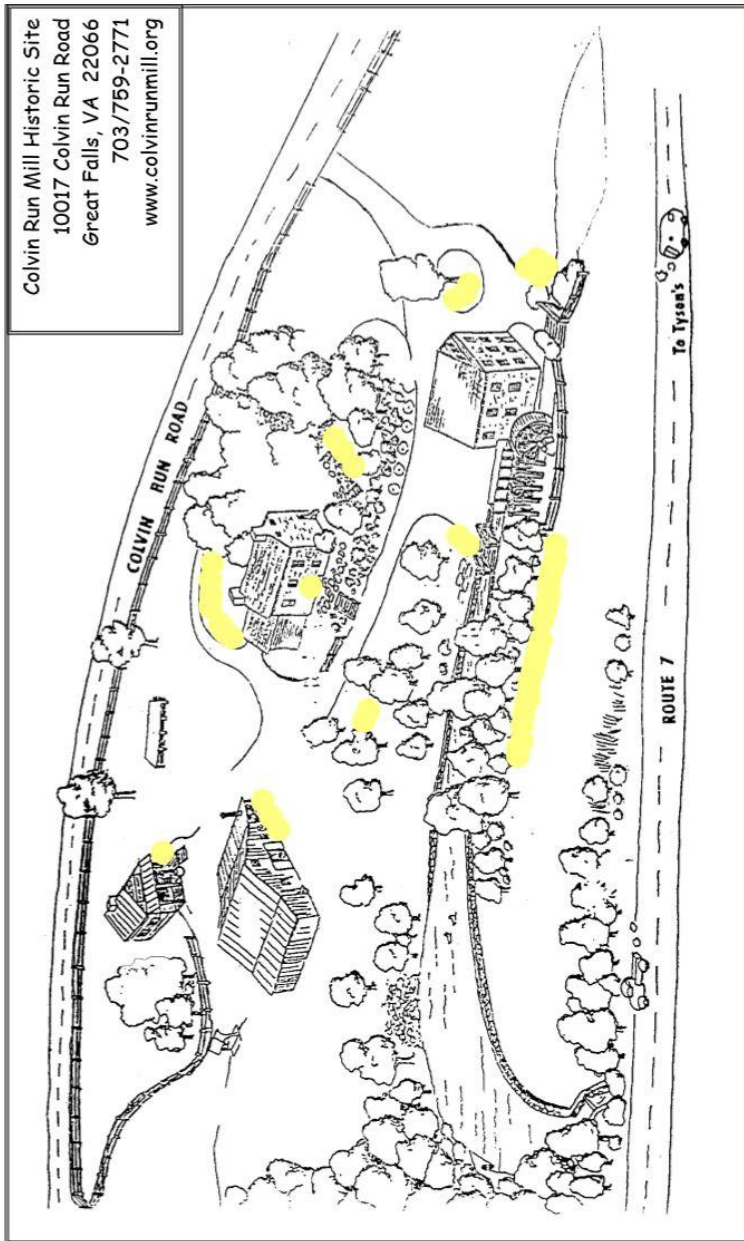 Colvin Run Mill Historic Site
10017 Colvin Run Road
Great Falls, VA 22066
703/759-2771
www.colvinrunmill.org
COLVIN RUN ROAD
To Tyson's
ROUTE 7